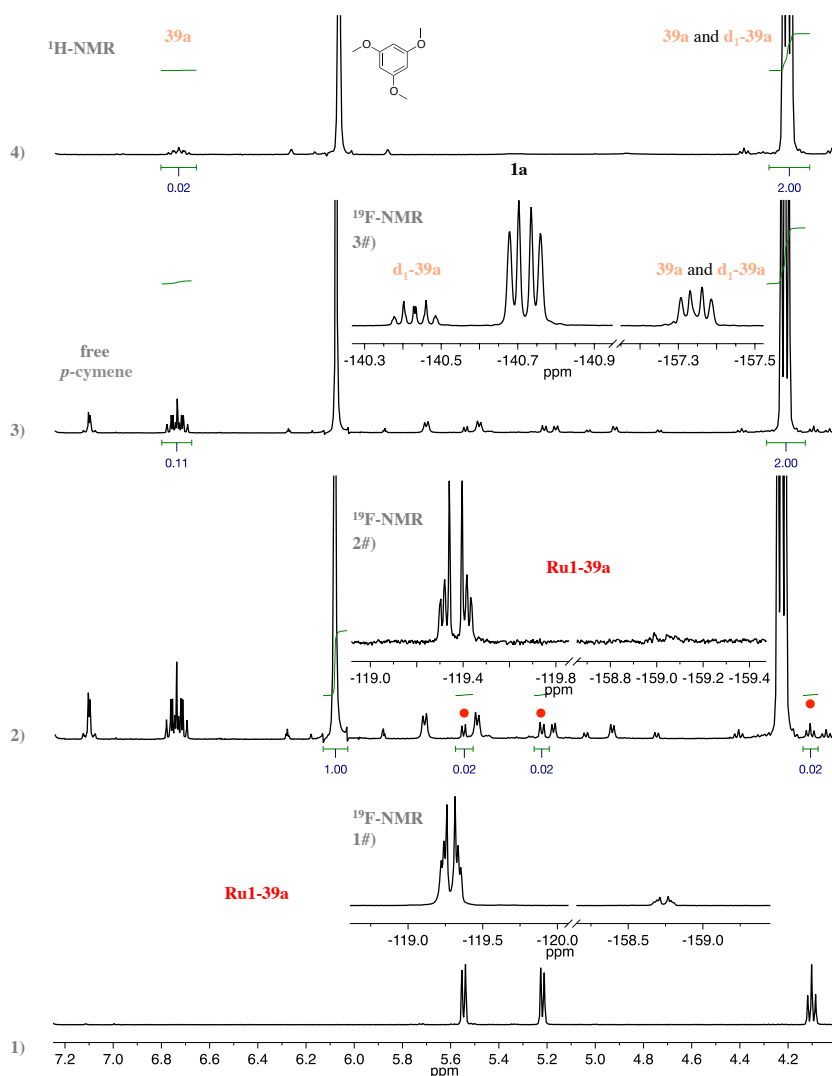 39a
39a and d₁-39a
¹H-NMR
O
O
O
4)
1a
0.02
2.00
¹⁹F-NMR
3#)
d₁-39a
39a and d₁-39a
free
p-cymene
-140.3 -140.5 -140.7 -140.9 -157.3 -157.5
ppm
3)
0.11
2.00
¹⁹F-NMR
2#)
Ru1-39a
-119.0 -119.4 -119.8 -158.8 -159.0 -159.2 -159.4
ppm
2)
1.00
0.02
0.02
0.02
¹⁹F-NMR
1#)
Ru1-39a
-119.0 -119.5 -120.0 -158.5 -159.0
ppm
1)
7.2 7.0 6.8 6.6 6.4 6.2 6.0 5.8 5.6 5.4 5.2 5.0 4.8 4.6 4.4 4.2
ppm